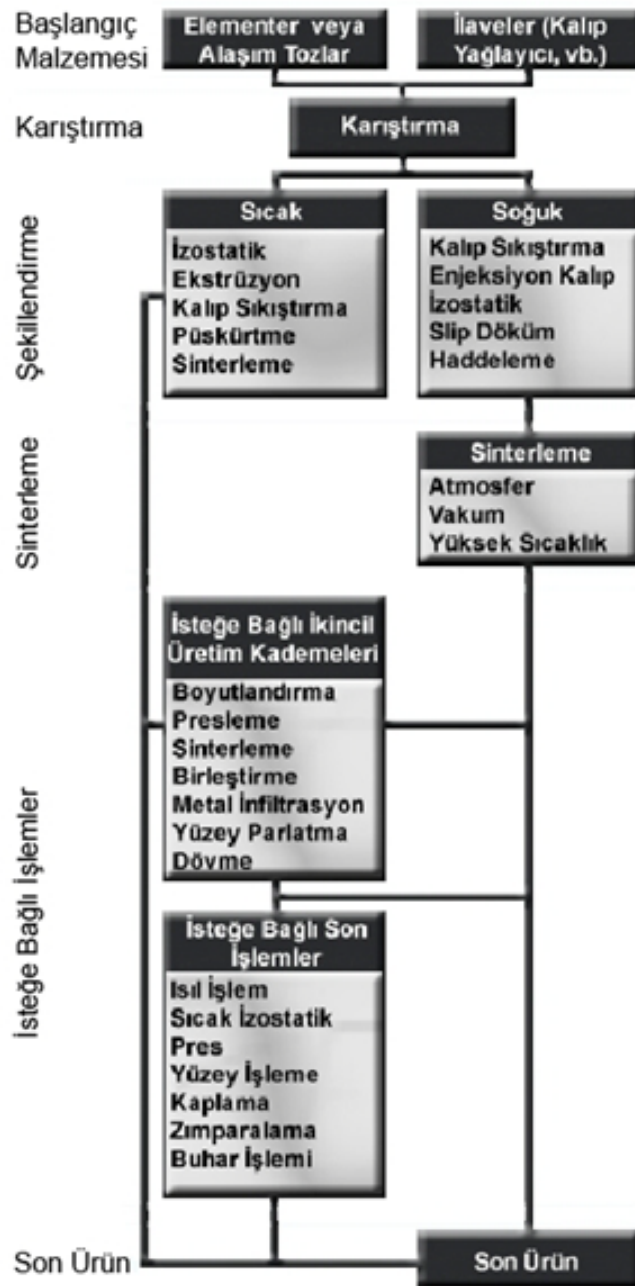 Başlangıç
Malzemesi
Elementer veya
Alaşım Tozlar
İlaveler (Kalıp
Yağlayıcı, vb.)
Karıştırma
Karıştırma
Şekillendirme
Sıcak
İzostatik
Ekstrüzyon
Kalıp Sıkıştırma
Püskürtme
Sinterleme
Soğuk
Kalıp Sıkıştırma
Enjeksiyon Kalıp
İzostatik
Slip Döküm
Haddeleme
Sinterleme
Sinterleme
Atmosfer
Vakum
Yüksek Sıcaklık
İsteğe Bağlı İşlemler
İsteğe Bağlı İkincil
Üretim Kademeleri
Boyutlandırma
Presleme
Sinterleme
Birleştirme
Metal İnfiltrasyon
Yüzey Parlatma
Dövme
İsteğe Bağlı Son
İşlemler
Isıl İşlem
Sıcak İzostatik
Pres
Yüzey İşleme
Kaplama
Zımparalama
Buhar İşlemi
Son Ürün
Son Ürün